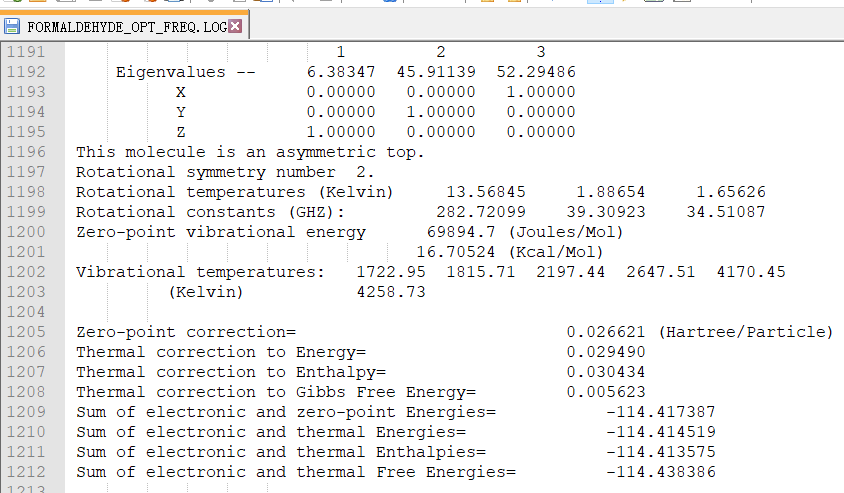 FORMALDEHYDE_OPT_FREQ.LOG
1191 1 2 3
1192 Eigenvalues -- 6.38347 45.91139 52.29486
1193 X 0.00000 0.00000 1.00000
1194 Y 0.00000 1.00000 0.00000
1195 Z 1.00000 0.00000 0.00000
1196 This molecule is an asymmetric top.
1197 Rotational symmetry number 2.
1198 Rotational temperatures (Kelvin) 13.56845 1.88654 1.65626
1199 Rotational constants (GHZ): 282.72099 39.30923 34.51087
1200 Zero-point vibrational energy 69894.7 (Joules/Mol)
1201 16.70524 (Kcal/Mol)
1202 Vibrational temperatures: 1722.95 1815.71 2197.44 2647.51 4170.45
1203 (Kelvin) 4258.73
1204
1205 Zero-point correction= 0.026621 (Hartree/Particle)
1206 Thermal correction to Energy= 0.029490
1207 Thermal correction to Enthalpy= 0.030434
1208 Thermal correction to Gibbs Free Energy= 0.005623
1209 Sum of electronic and zero-point Energies= -114.417387
1210 Sum of electronic and thermal Energies= -114.414519
1211 Sum of electronic and thermal Enthalpies= -114.413575
1212 Sum of electronic and thermal Free Energies= -114.438386
1213